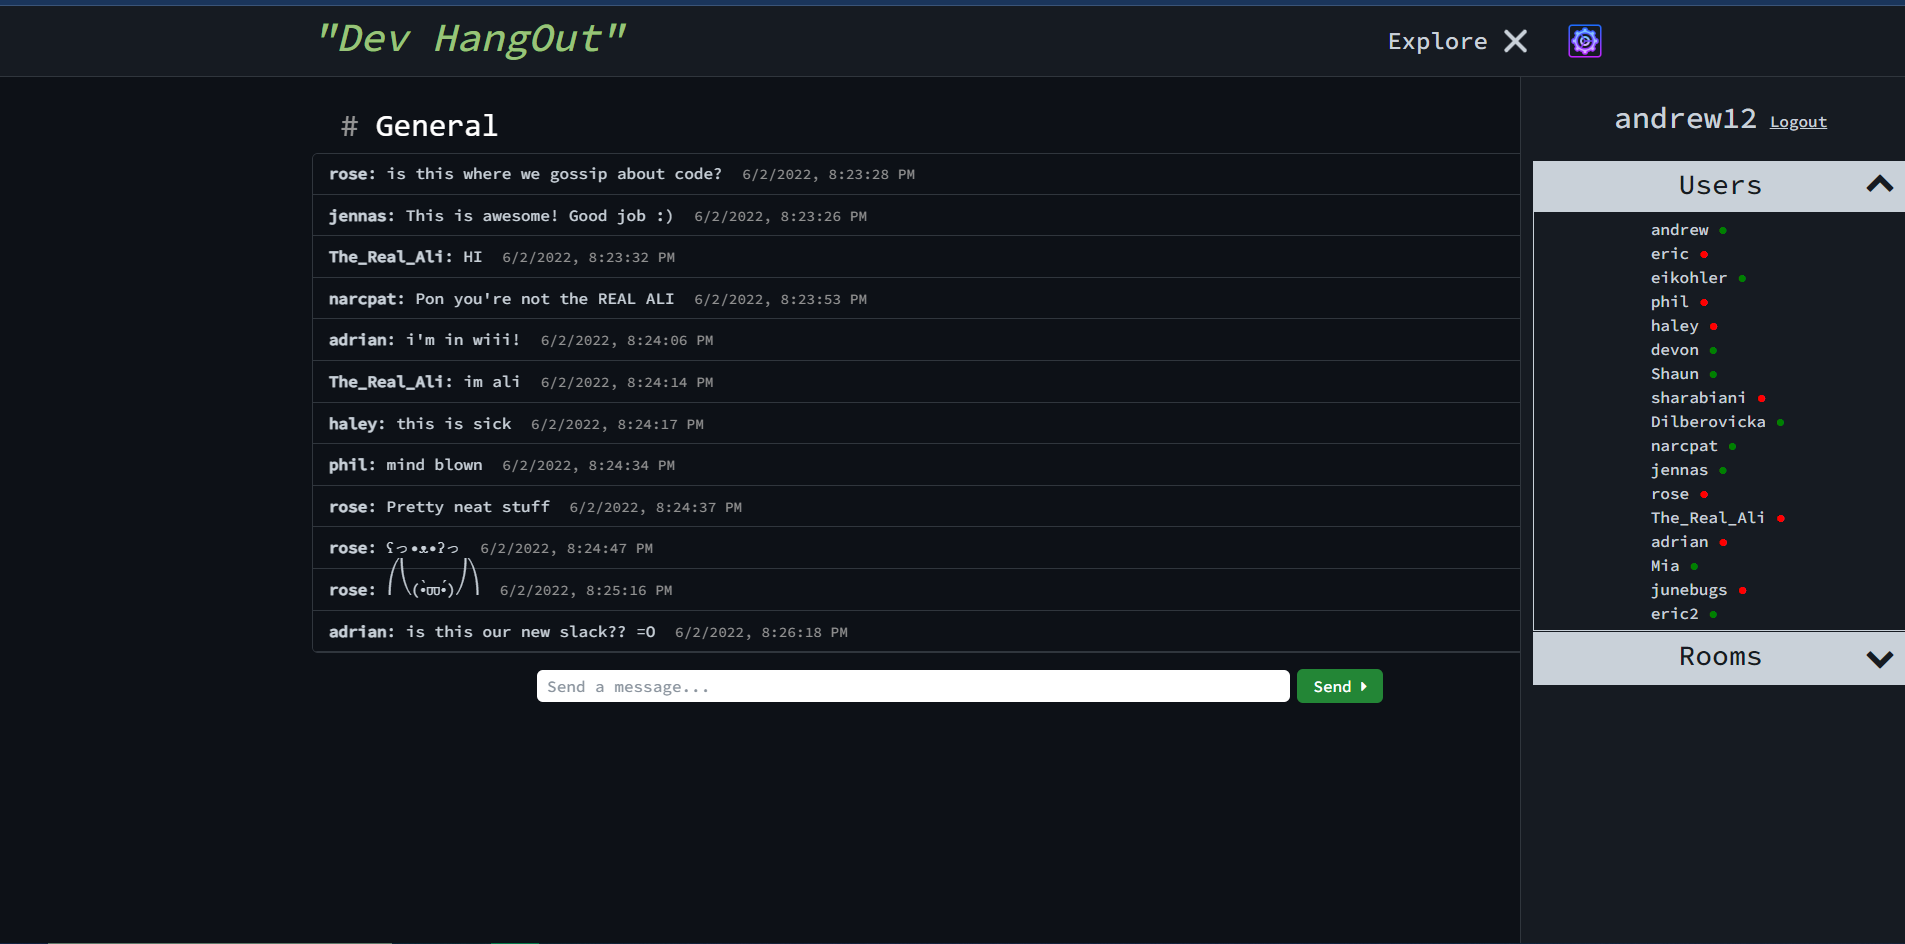 "Dev HangOut"
Explore
# General
rose: is this where we gossip about code? 6/2/2022, 8:23:28 PM
jennas: This is awesome! Good job :) 6/2/2022, 8:23:26 PM
The_Real_Ali: HI 6/2/2022, 8:23:32 PM
narcpat: Pon you're not the REAL ALI 6/2/2022, 8:23:53 PM
adrian: i'm in wiii! 6/2/2022, 8:24:06 PM
The_Real_Ali: im ali 6/2/2022, 8:24:14 PM
haley: this is sick 6/2/2022, 8:24:17 PM
phil: mind blown 6/2/2022, 8:24:34 PM
rose: Pretty neat stuff 6/2/2022, 8:24:37 PM
rose: ʕっ•ᴥ•ʔっ 6/2/2022, 8:24:47 PM
rose: 6/2/2022, 8:25:16 PM
adrian: is this our new slack?? =O 6/2/2022, 8:26:18 PM
Send a message...
Send
andrew12 Logout
Users
andrew
eric
eikohler
phil
haley
devon
Shaun
sharabiani
Dilberovicka
narcpat
jennas
rose
The_Real_Ali
adrian
Mia
junebugs
eric2
Rooms